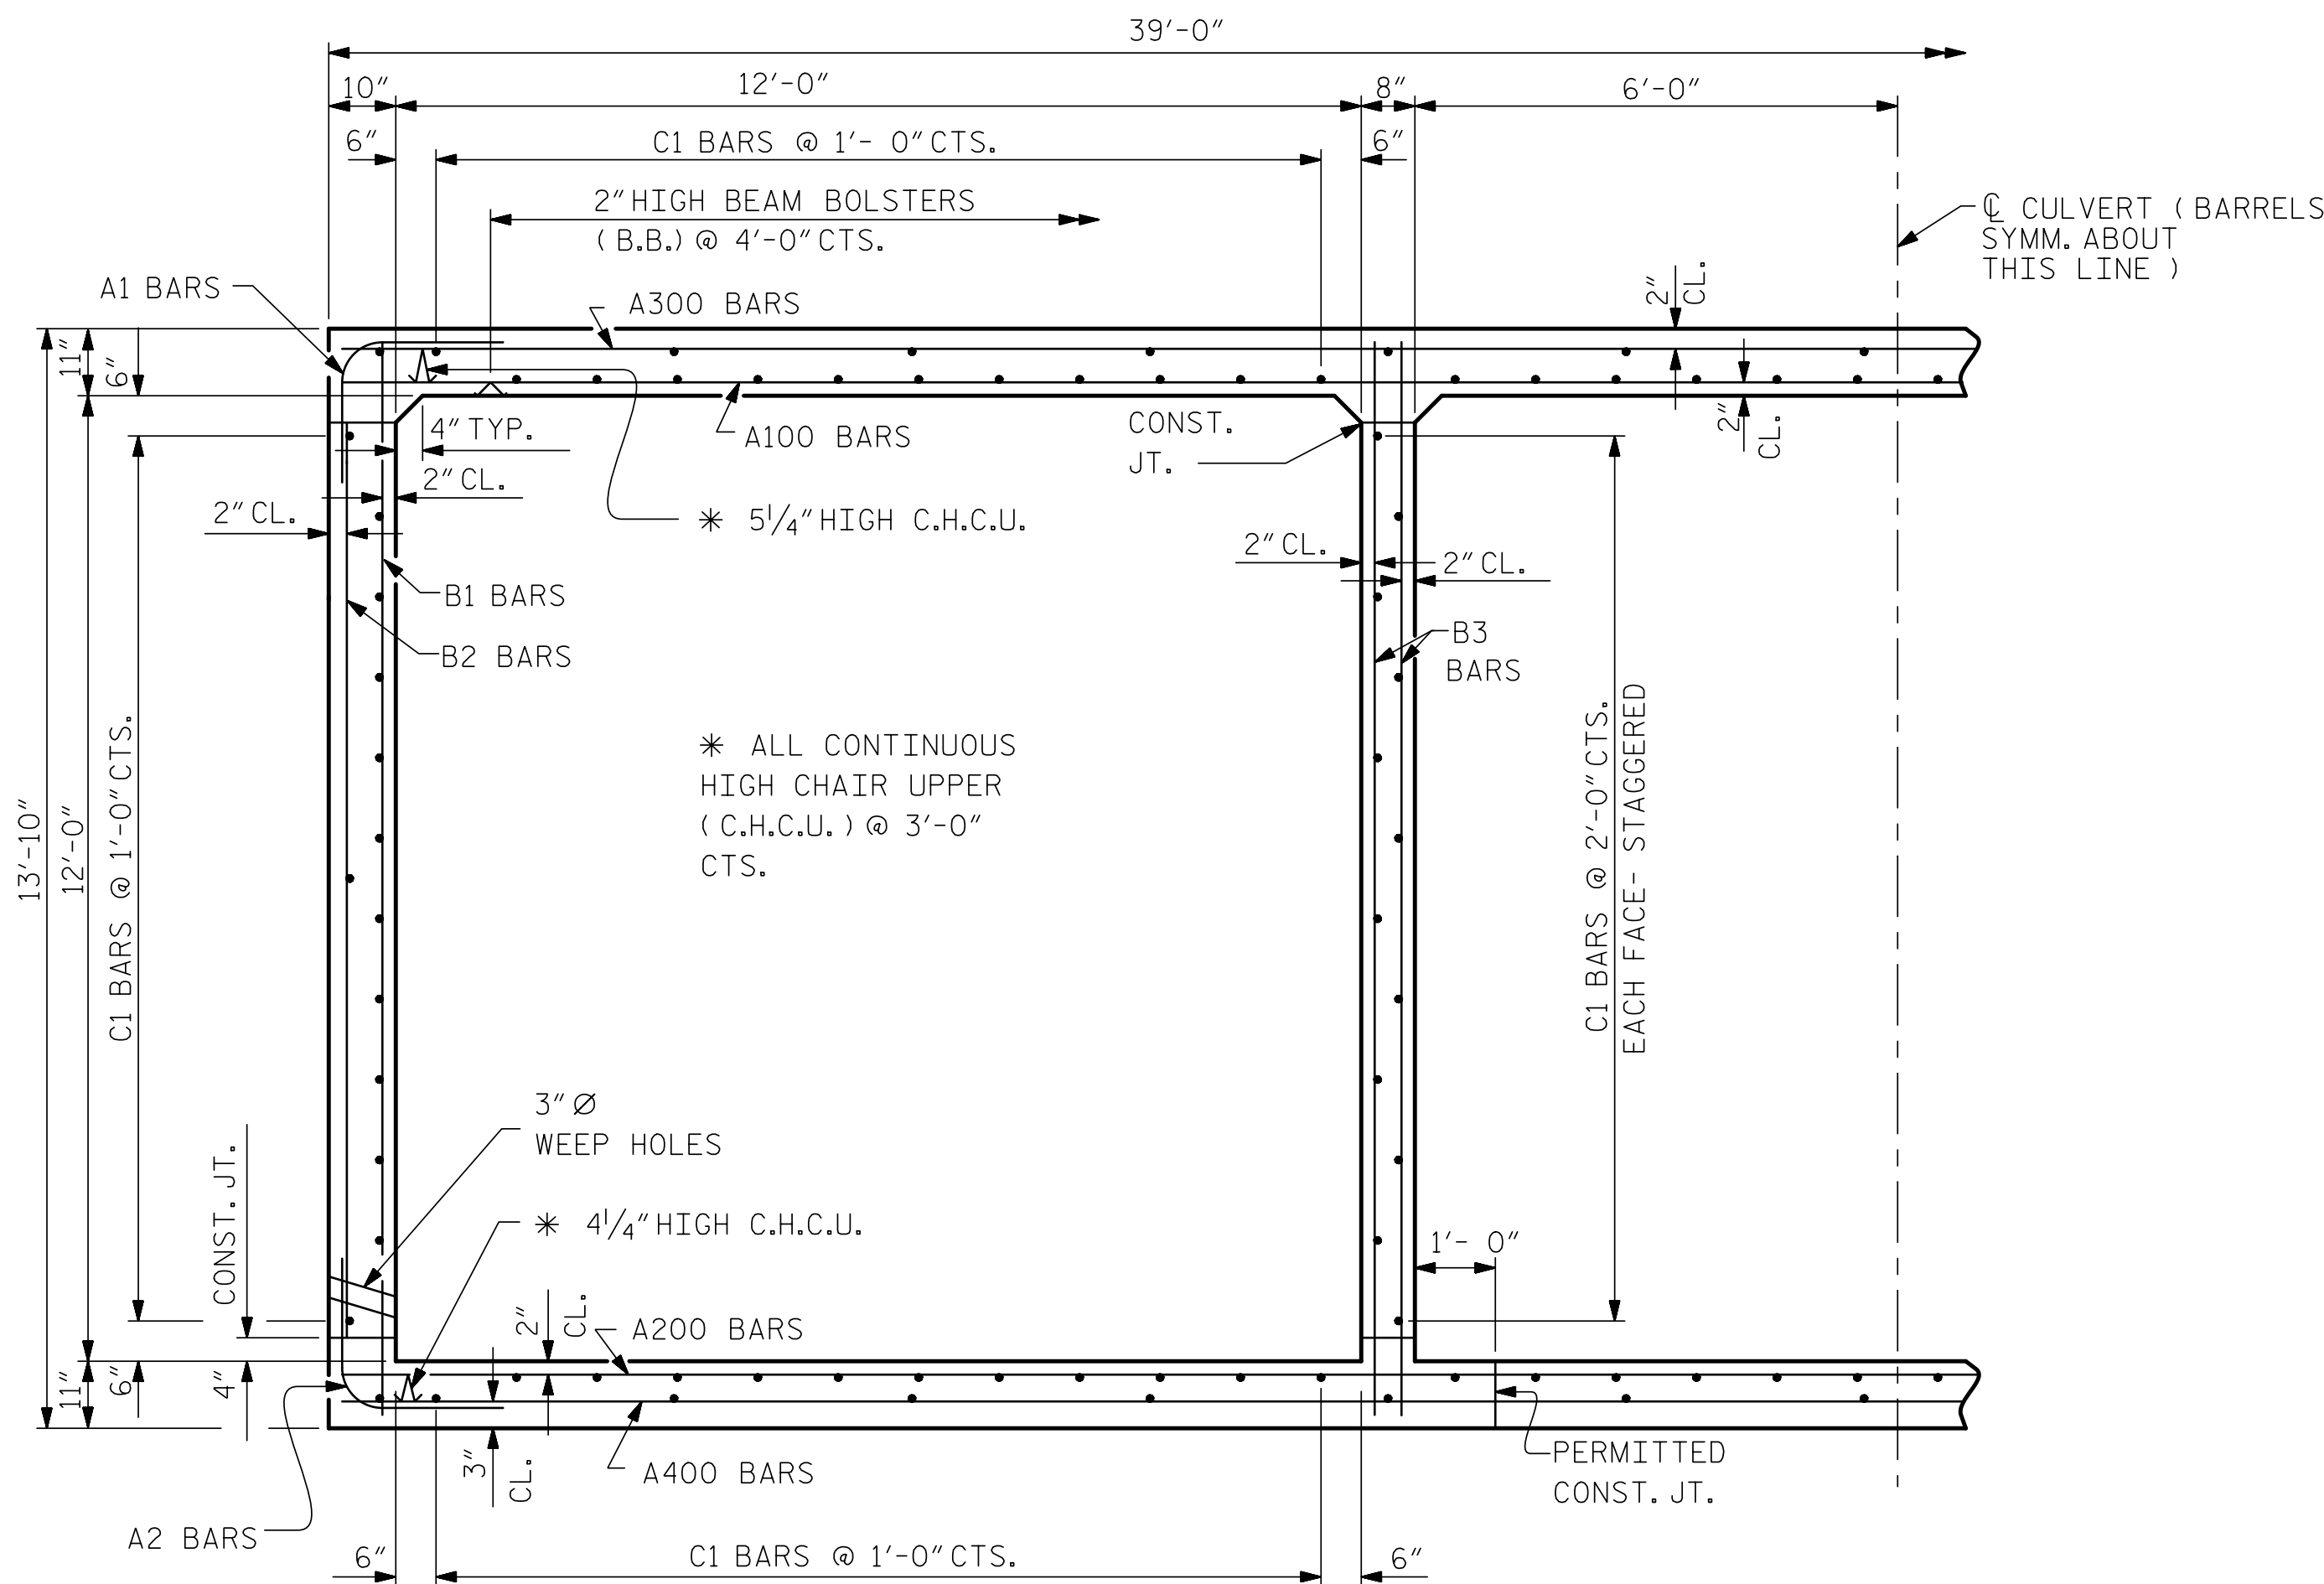 39'-0"
10"
12'-0"
8"
6'-0"
6"
C1 BARS @ 1'- 0" CTS.
6"
2" HIGH BEAM BOLSTERS
( B.B.) @ 4'-0" CTS.
℄ CULVERT ( BARRELS
SYMM. ABOUT
THIS LINE )
A1 BARS
A300 BARS
2"
CL.
11"
6"
4" TYP.
A100 BARS
CONST.
JT.
2"
CL.
2" CL.
2" CL.
✳ 5 1/4" HIGH C.H.C.U.
2" CL.
2" CL.
B1 BARS
B2 BARS
B3
BARS
13'-10"
12'-0"
C1 BARS @ 1'-0" CTS.
✳ ALL CONTINUOUS
HIGH CHAIR UPPER
( C.H.C.U. ) @ 3'-0"
CTS.
C1 BARS @ 2'-0" CTS.
EACH FACE- STAGGERED
3" Ø
WEEP HOLES
CONST. JT.
✳ 4 1/4" HIGH C.H.C.U.
1'- 0"
2"
CL.
A200 BARS
11"
6"
4"
3"
CL.
A400 BARS
PERMITTED
CONST. JT.
A2 BARS
6"
C1 BARS @ 1'-0" CTS.
6"